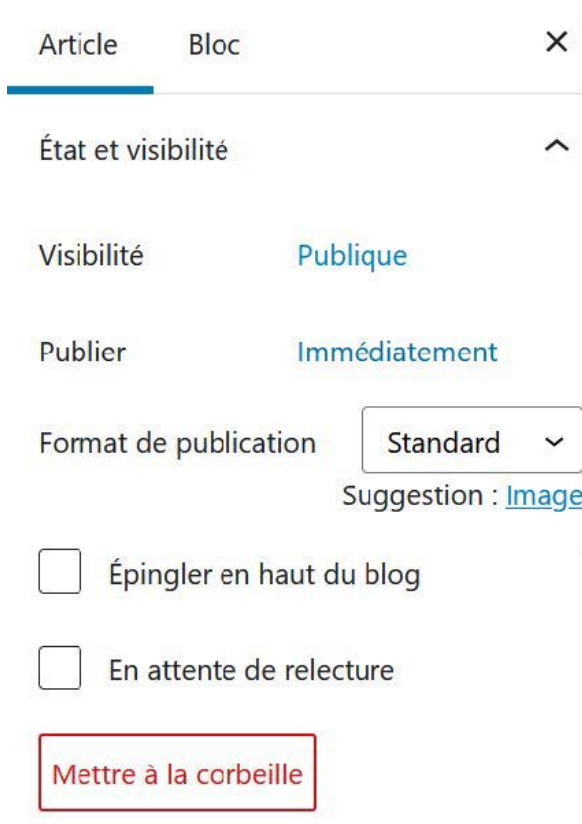 Article Bloc
État et visibilité
Visibilité Publique
Publier Immédiatement
Format de publication Standard
Suggestion : Image
Épingler en haut du blog
En attente de relecture
Mettre à la corbeille